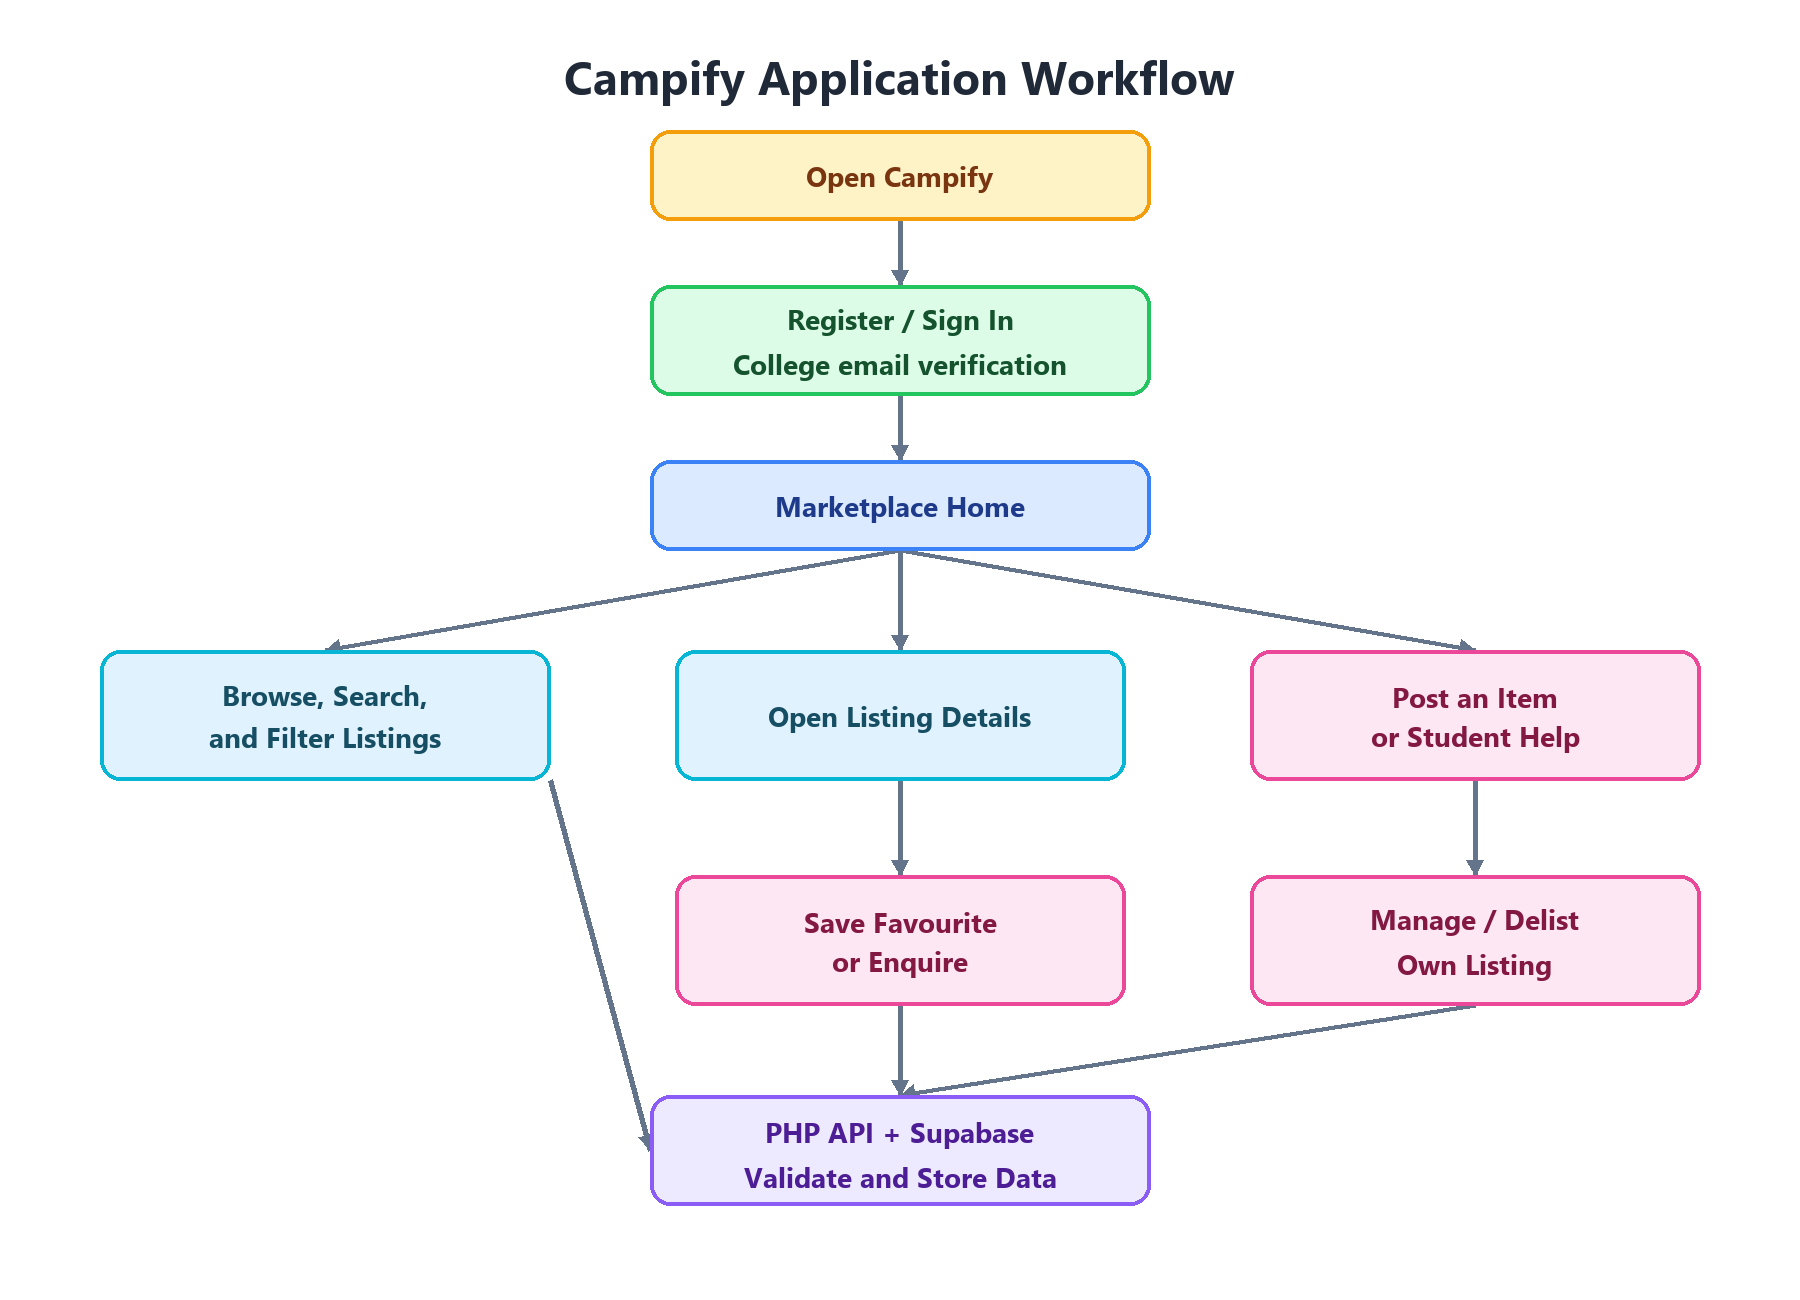 Campify Application Workflow
Open Campify
Register / Sign In
College email verification
Marketplace Home
Browse, Search,
and Filter Listings
Open Listing Details
Post an Item
or Student Help
Save Favourite
or Enquire
Manage / Delist
Own Listing
PHP API + Supabase
Validate and Store Data